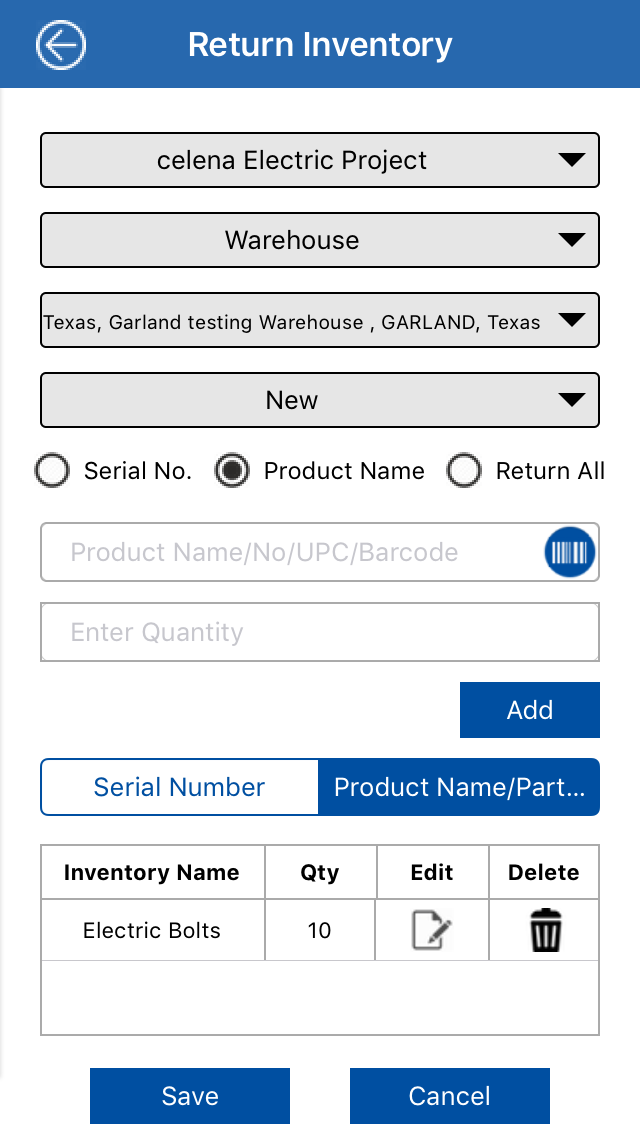 Return Inventory
celena Electric Project
Warehouse
Texas, Garland testing Warehouse , GARLAND, Texas
New
Serial No. Product Name Return All
Product Name/No/UPC/Barcode
Enter Quantity
Add
Serial Number Product Name/Part...
Inventory Name Qty Edit Delete
Electric Bolts 10
Save Cancel